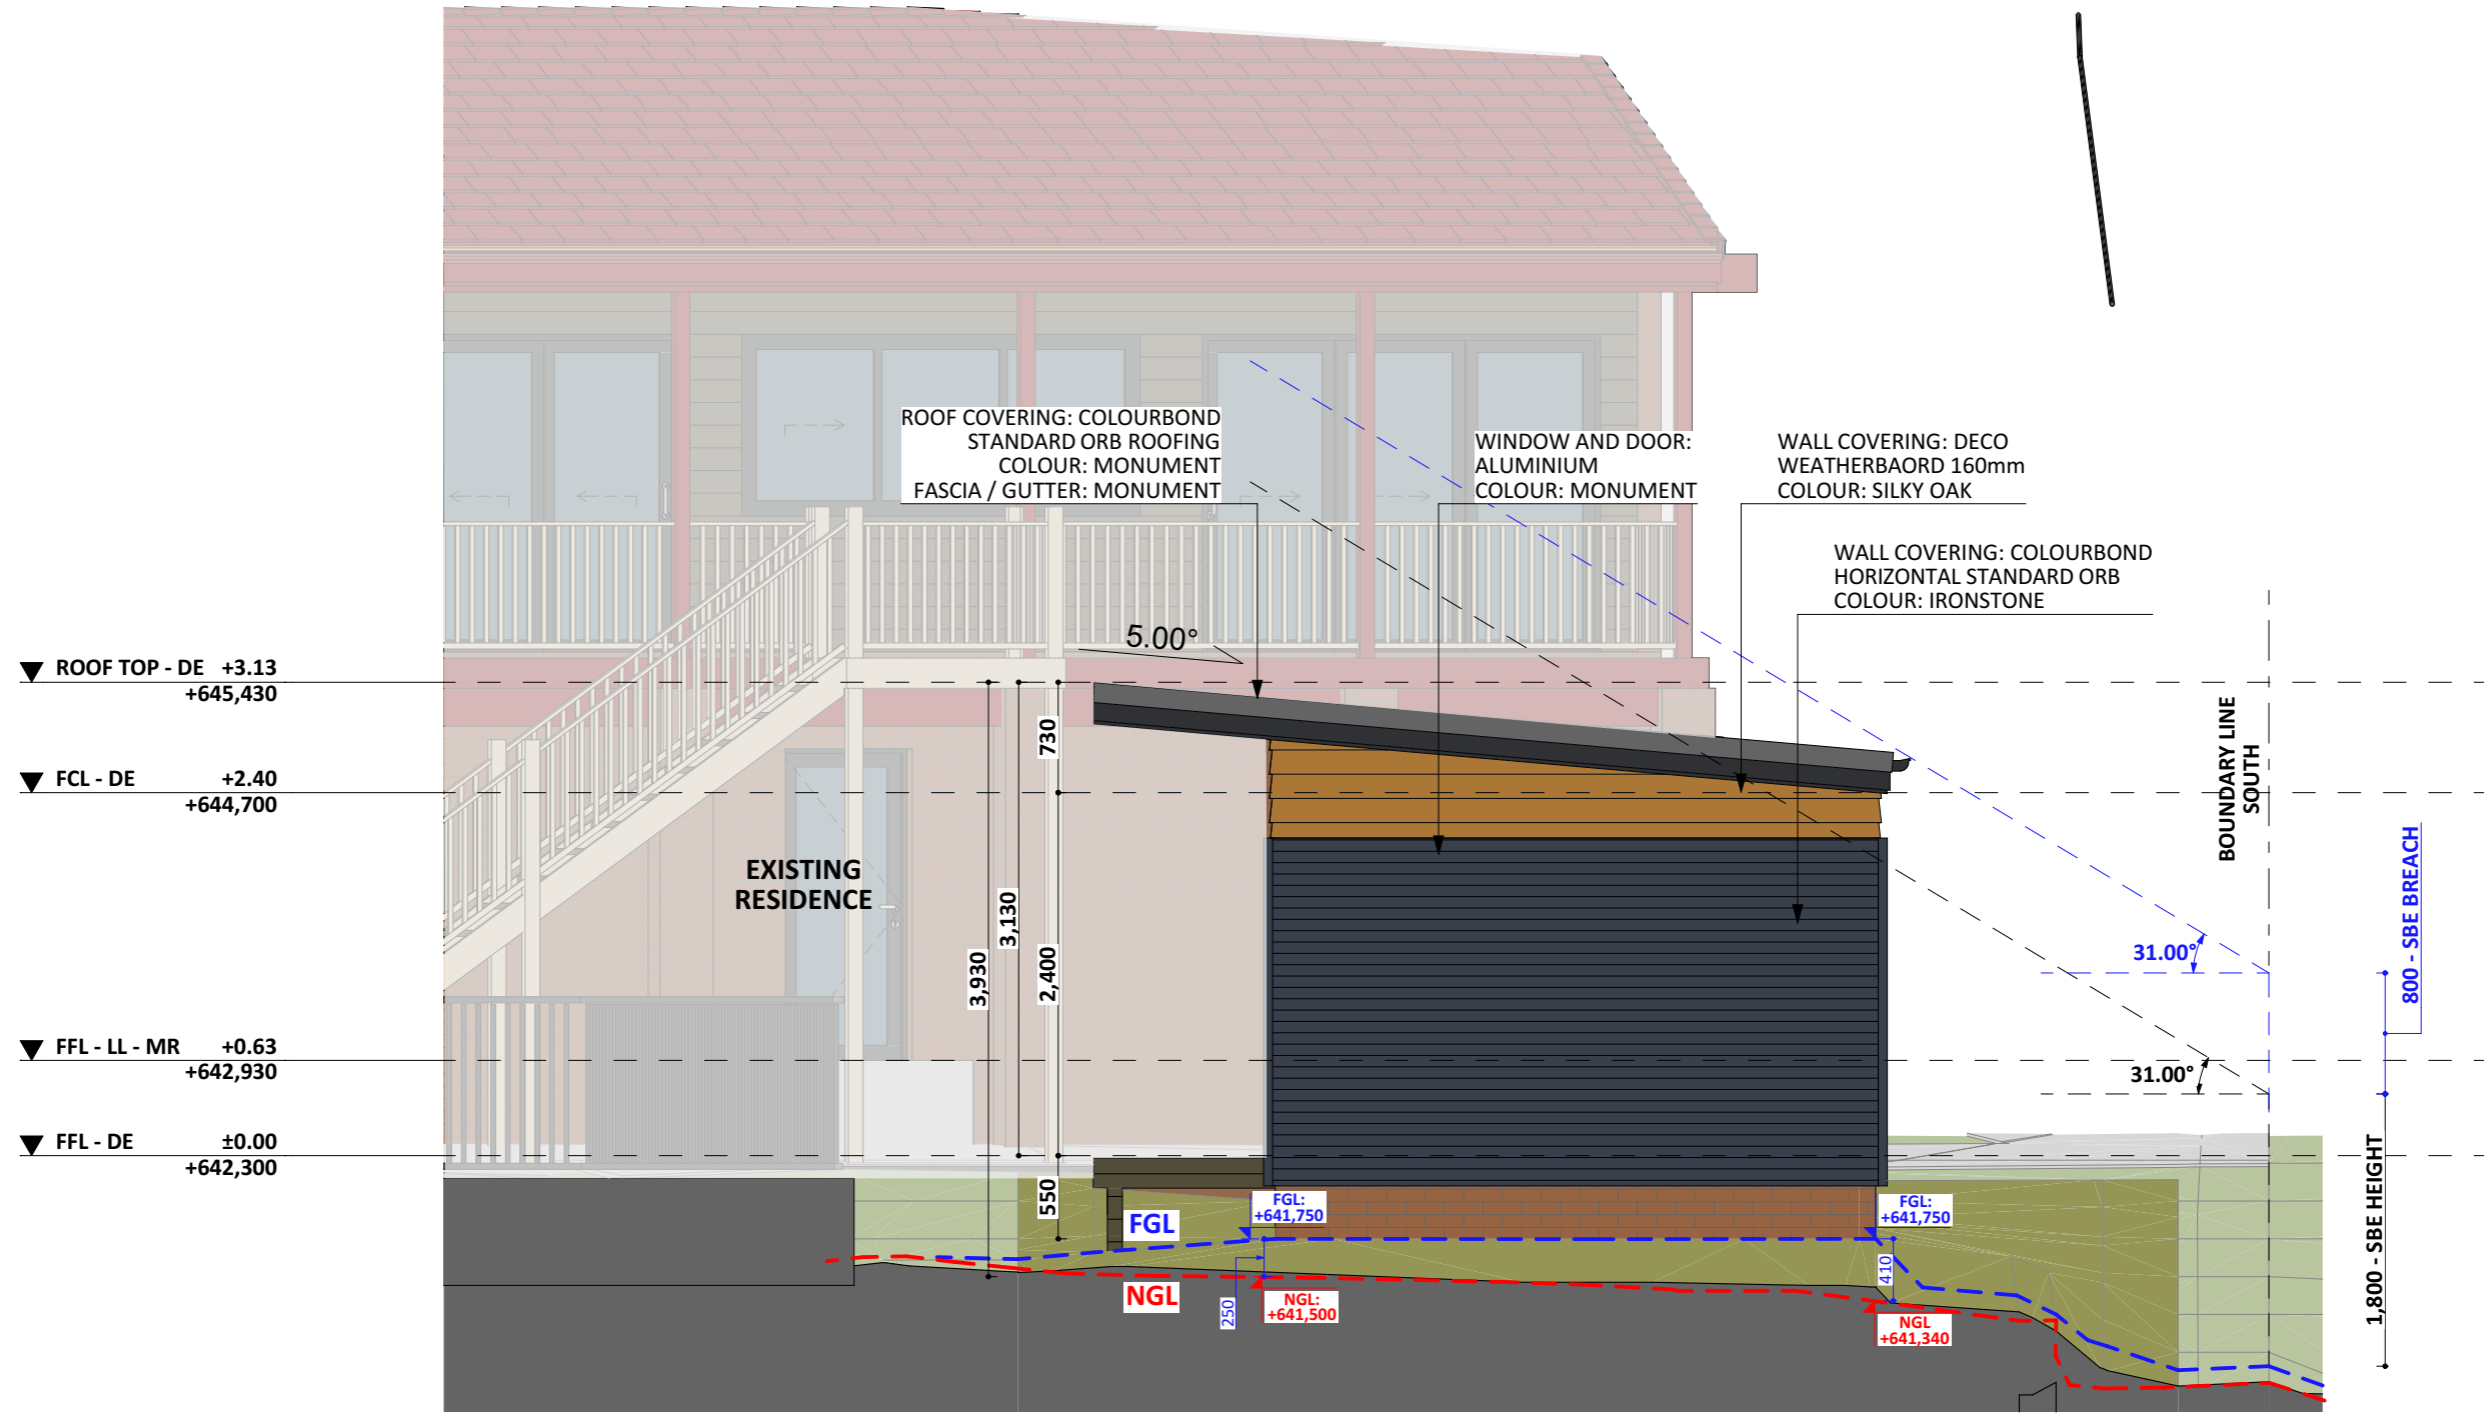 ROOF COVERING: COLOURBOND
STANDARD ORB ROOFING
COLOUR: MONUMENT
FASCIA / GUTTER: MONUMENT
WINDOW AND DOOR:
ALUMINIUM
COLOUR: MONUMENT
WALL COVERING: DECO
WEATHERBAORD 160mm
COLOUR: SILKY OAK
WALL COVERING: COLOURBOND
HORIZONTAL STANDARD ORB
COLOUR: IRONSTONE
5.00°
ROOF TOP - DE +3.13
+645,430
FCL - DE +2.40
+644,700
FFL - LL - MR +0.63
+642,930
FFL - DE ±0.00
+642,300
EXISTING
RESIDENCE
730
3,130
3,930
2,400
550
BOUNDARY LINE
SOUTH
800 - SBE BREACH
31.00°
31.00°
1,800 - SBE HEIGHT
FGL
FGL:
+641,750
FGL:
+641,750
NGL
250
NGL:
+641,500
410
NGL
+641,340